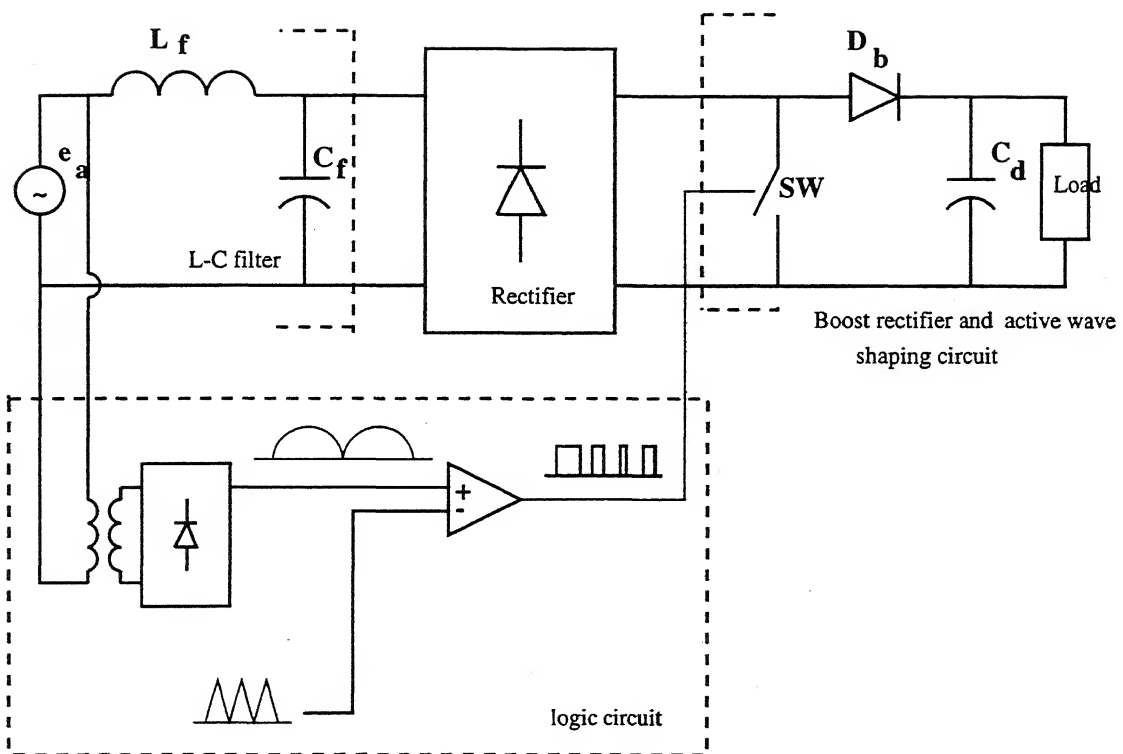 L f
D b
e a
~
C f
SW
C d
Load
L-C filter
Rectifier
Boost rectifier and active wave
shaping circuit
+
-
logic circuit